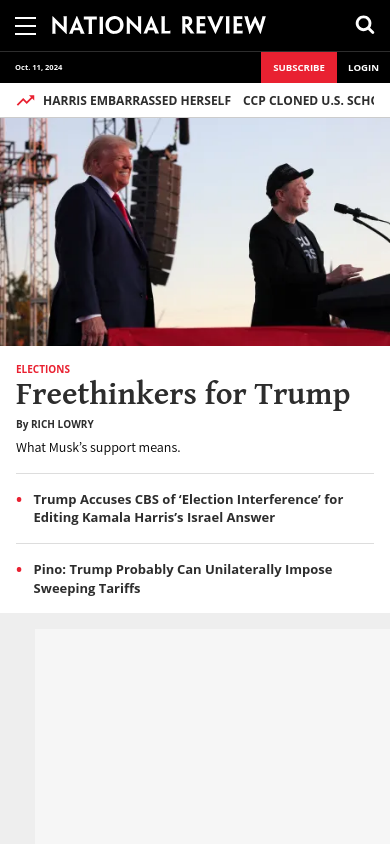 NATIONAL REVIEW
Oct. 11, 2024
SUBSCRIBE
LOGIN
HARRIS EMBARRASSED HERSELF CCP CLONED U.S.
ELECTIONS
Freethinkers for Trump
By RICH LOWRY
What Musk's support means.
Trump Accuses CBS of ‘Election Interference’ for
Editing Kamala Harris’s Israel Answer
Pino: Trump Probably Can Unilaterally Impose
Sweeping Tariffs